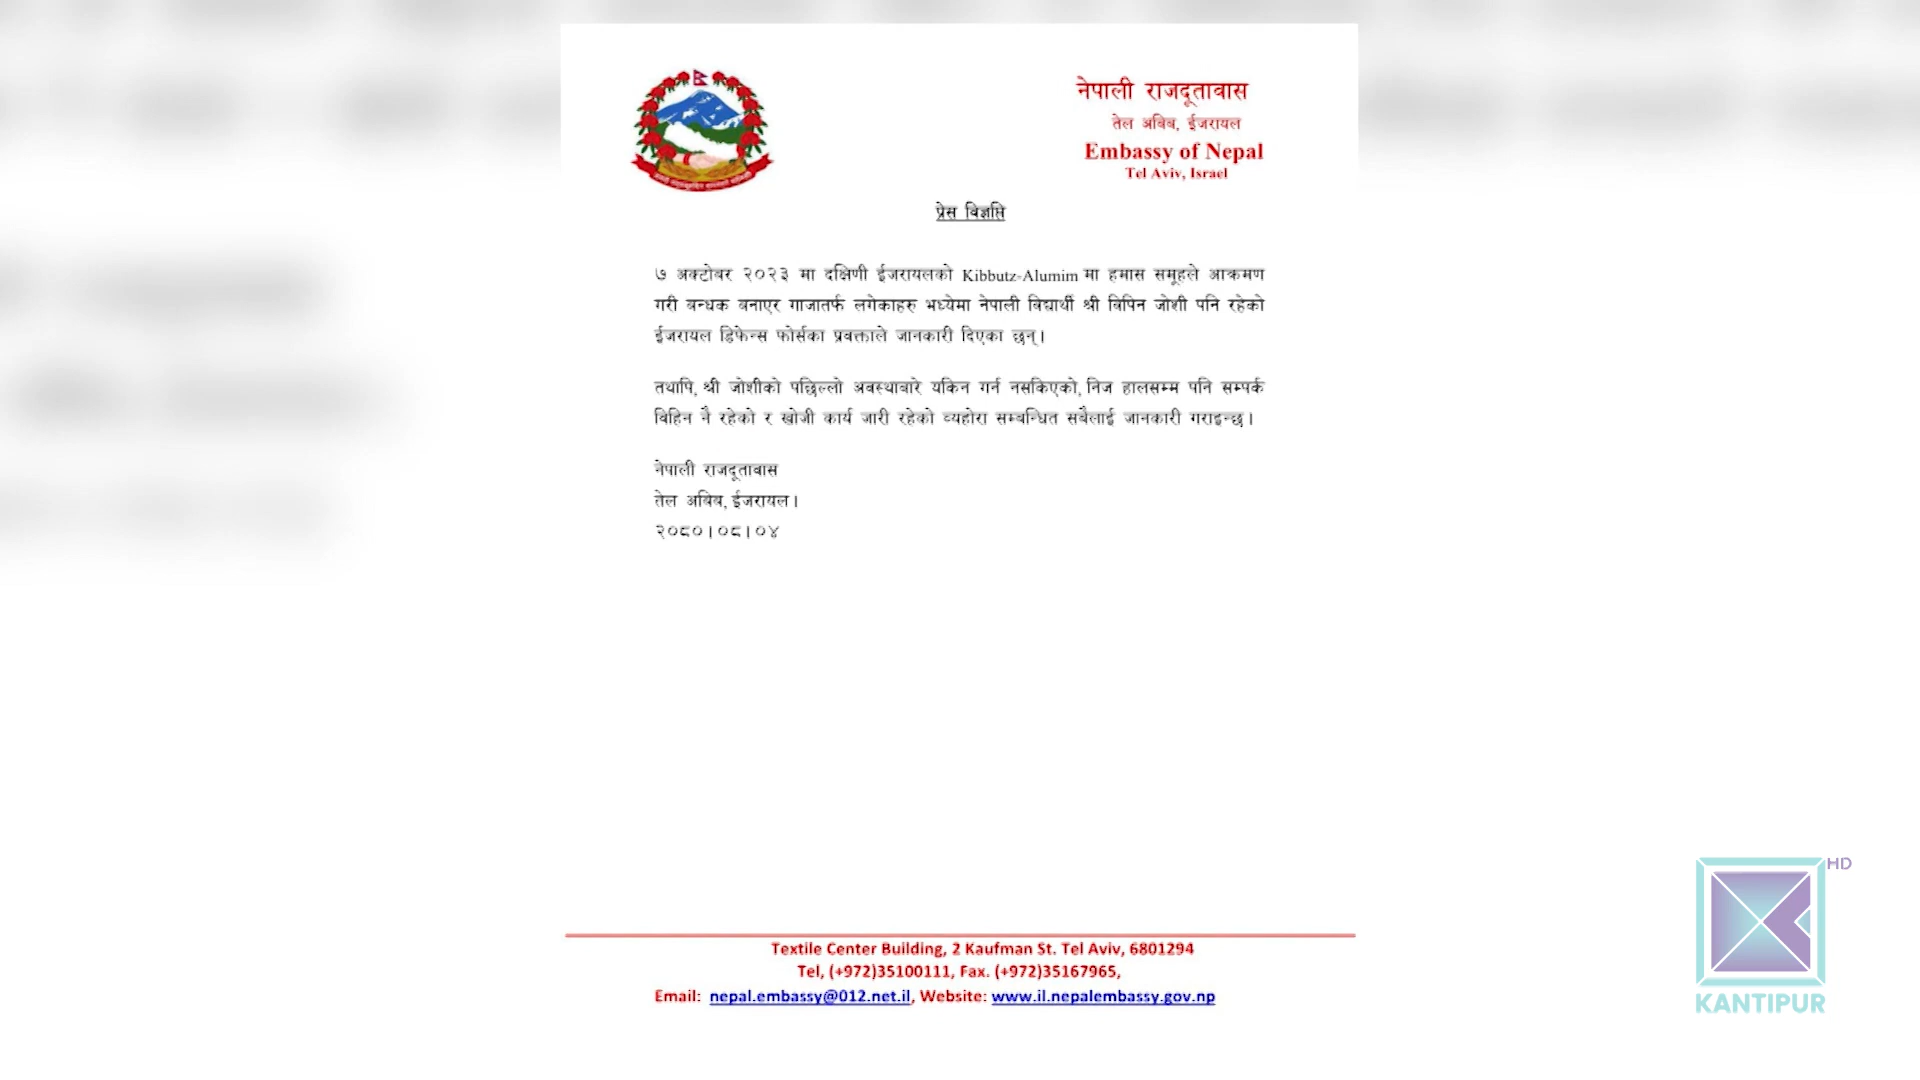 नेपाली राजदूतावास
तेल अविब, ईजरायल
Embassy of Nepal
Tel Aviv, Israel
प्रेस विज्ञप्ति
७ अक्टोबर २०२३ मा दक्षिणी ईजरायलको Kibbutz-Alumim मा हमास समूहले आक्रमण
गरी बन्धक बनाएर गाजातर्फ लगेकाहरु मध्येमा नेपाली विद्यार्थी श्री विपिन जोशी पनि रहेको
ईजरायल डिफेन्स फोर्सका प्रवक्ताले जानकारी दिएका छन्।
तथापि, श्री जोशीको पछिल्लो अवस्थाबारे यकिन गर्न नसकिएको, निज हालसम्म पनि सम्पर्क
विहिन नै रहेको र खोजी कार्य जारी रहेको व्यहोरा सम्बन्धित सबैलाई जानकारी गराइन्छ।
नेपाली राजदूतावास
तेल अविब, ईजरायल।
२०८०।०८।०४
Textile Center Building, 2 Kaufman St. Tel Aviv, 6801294
Tel, (+972)35100111, Fax. (+972)35167965,
Email: nepal.embassy@012.net.il, Website: www.il.nepalembassy.gov.np
HD
KANTIPUR